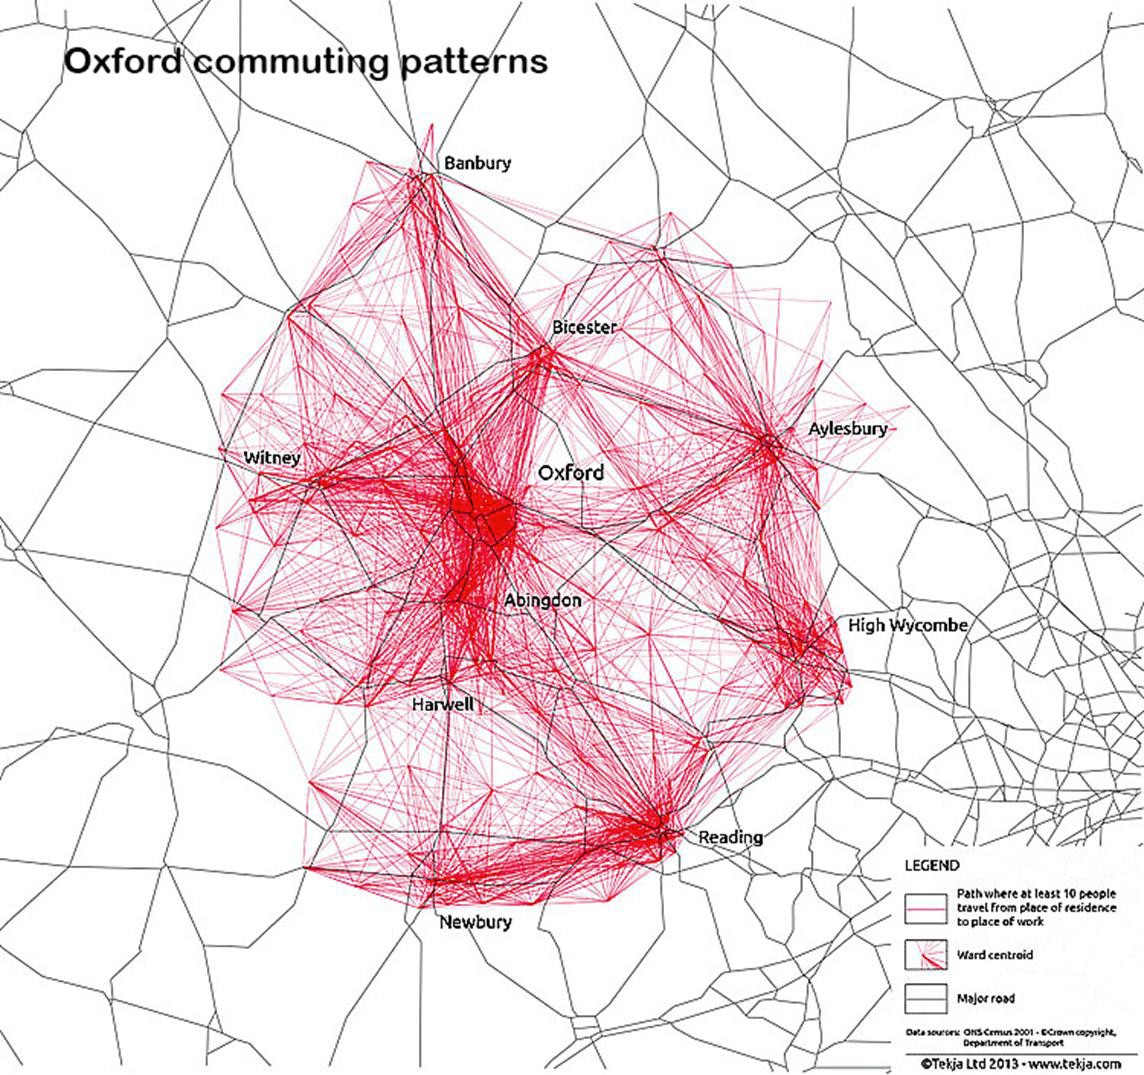 Oxford commuting patterns
Banbury
Bicester
Aylesbury
Witney
Oxford
Abingdon
High Wycombe
Harwell
Reading
Newbury
LEGEND
Path where at least 10 people
travel from place of residence
to place of work
Ward centroid
Major road
Data sources: ONS Census 2001 - ©Crown copyright,
Department of Transport
©Tekja Ltd 2013 - www.tekja.com